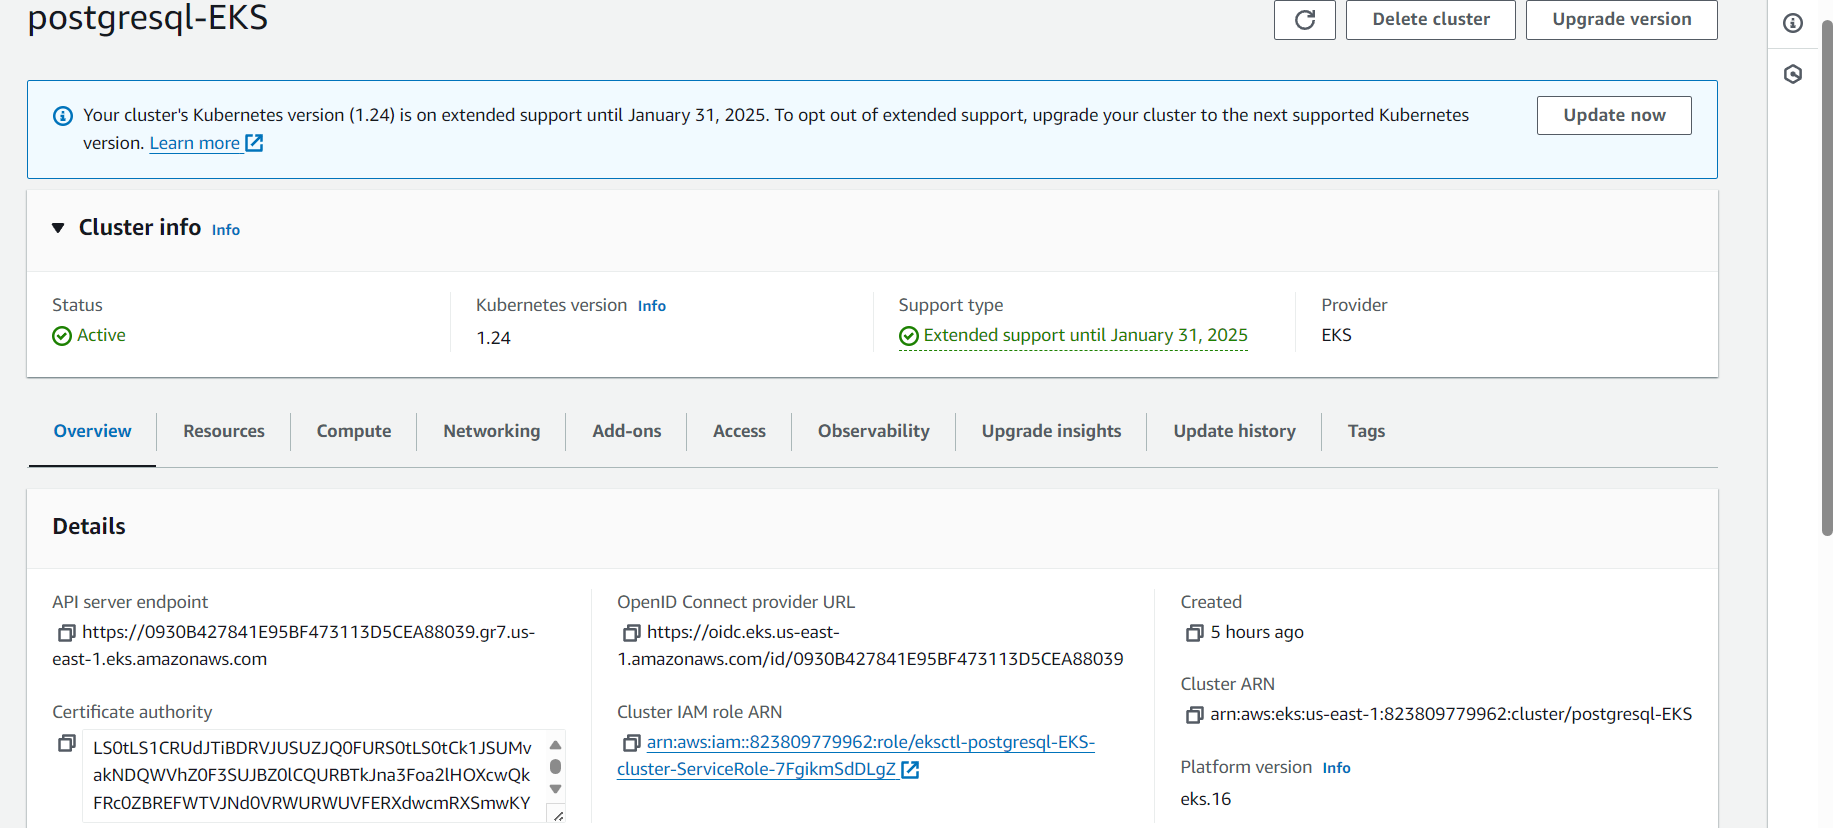 postgresql-EKS
Delete cluster
Upgrade version
Your cluster's Kubernetes version (1.24) is on extended support until January 31, 2025. To opt out of extended support, upgrade your cluster to the next supported Kubernetes
version. Learn more
Update now
Cluster info Info
Status
Active
Kubernetes version Info
1.24
Support type
Extended support until January 31, 2025
Provider
EKS
Overview
Resources
Compute
Networking
Add-ons
Access
Observability
Upgrade insights
Update history
Tags
Details
API server endpoint
https://0930B427841E95BF473113D5CEA88039.gr7.us-
east-1.eks.amazonaws.com
Certificate authority
LS0tLS1CRUdJTiBDRVJUSUZJQ0FURS0tLS0tCk1JSUMv
akNDQWVhZ0F3SUJBZ0lCQURBTkJna3Foa2lHOXcwQk
FRc0ZBREFWTVJNd0VRWURWUVFERXdwcmRXSmwKY
OpenID Connect provider URL
https://oidc.eks.us-east-
1.amazonaws.com/id/0930B427841E95BF473113D5CEA88039
Cluster IAM role ARN
arn:aws:iam::823809779962:role/eksctl-postgresql-EKS-
cluster-ServiceRole-7FgikmSdDLgZ
Created
5 hours ago
Cluster ARN
arn:aws:eks:us-east-1:823809779962:cluster/postgresql-EKS
Platform version Info
eks.16